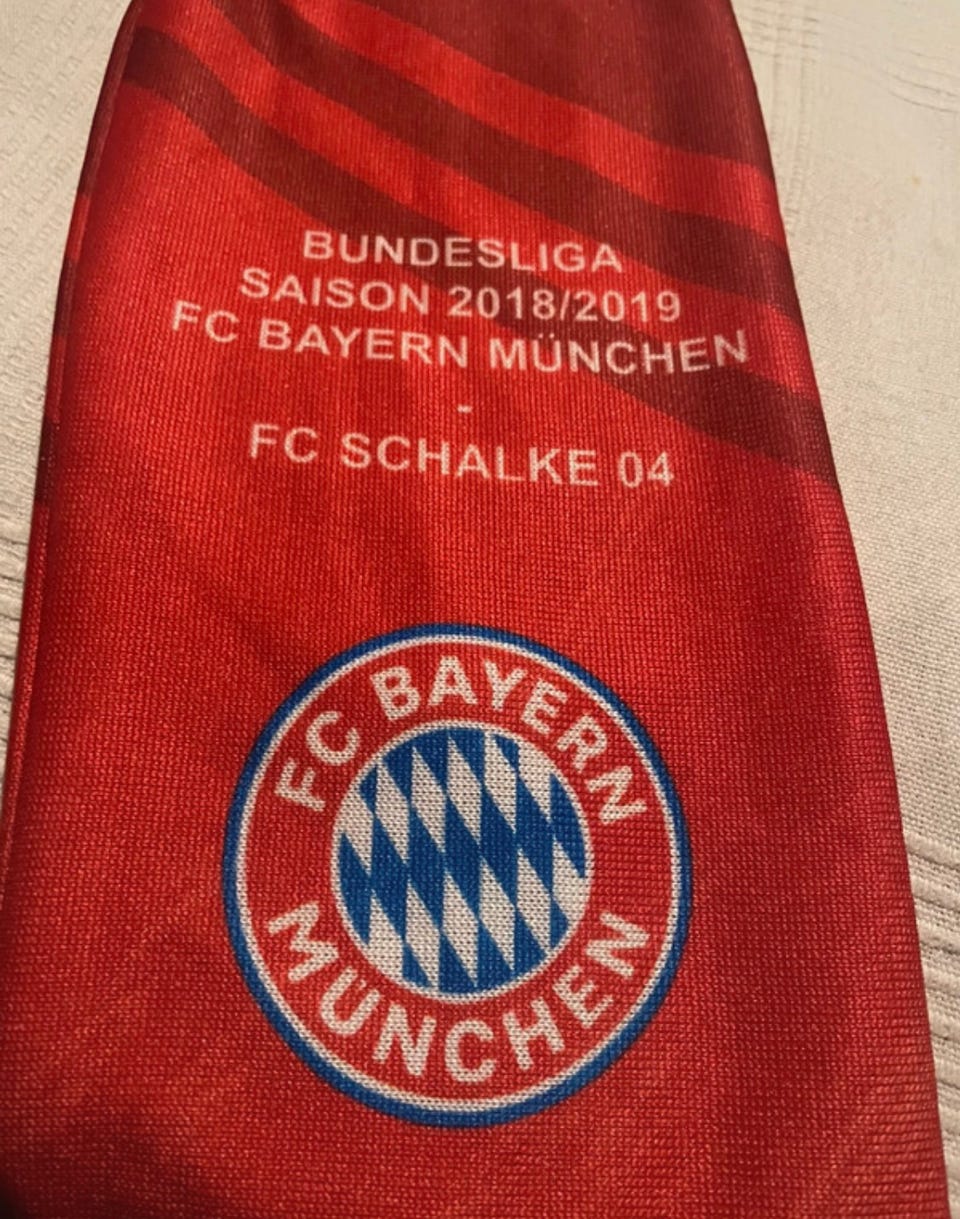 BUNDESLIGA
SAISON 2018/2019
FC BAYERN MÜNCHEN
-
FC SCHALKE 04
FC BAYERN
MÜNCHEN